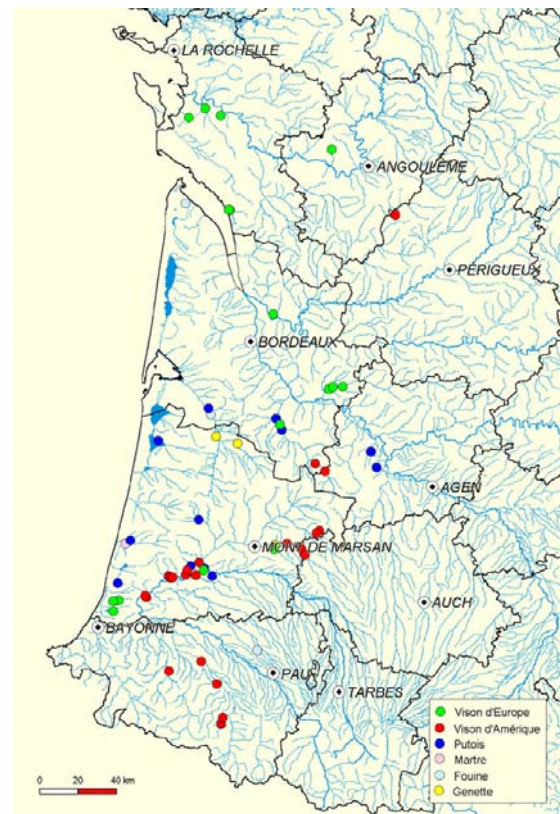 LA ROCHELLE
ANGOULEME
PÉRIGUEUX
BORDEAUX
AGEN
MONT DE MARSAN
AUCH
BAYONNE
PAU
TARBES
Vison d'Europe
Vison d'Amérique
Putois
Martre
Fouine
Genette
0 20 40 km